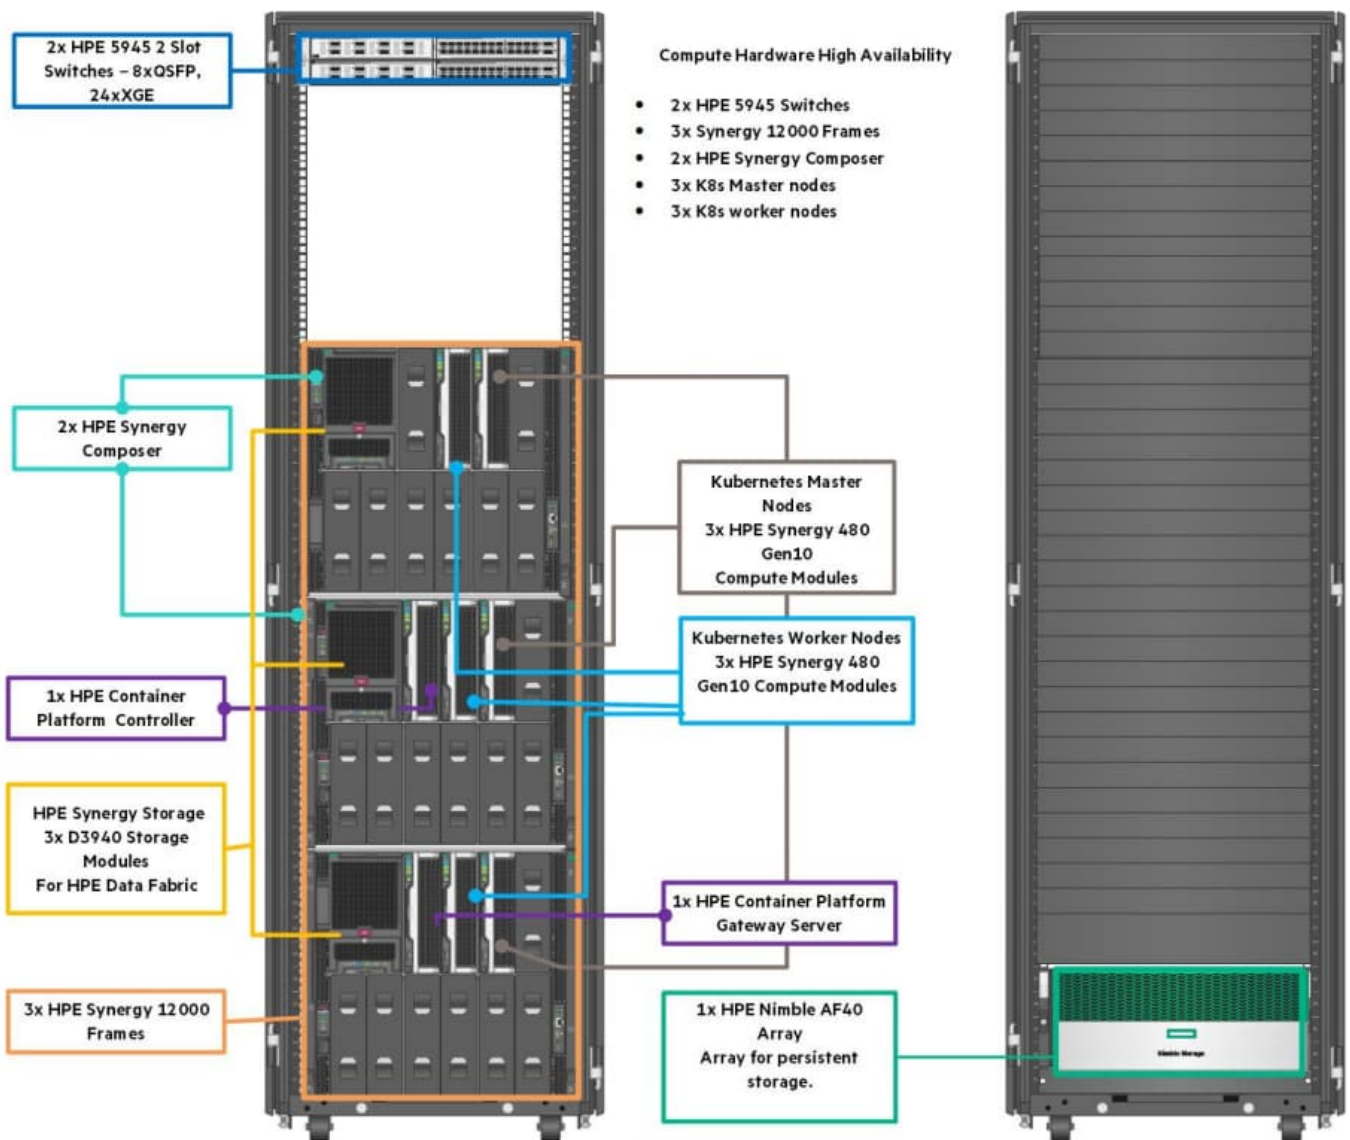 2x HPE 5945 2 Slot
Switches – 8xQSFP,
24xXGE
Compute Hardware High Availability
• 2x HPE 5945 Switches
• 3x Synergy 12000 Frames
• 2x HPE Synergy Composer
• 3x K8s Master nodes
• 3x K8s worker nodes
2x HPE Synergy
Composer
Kubernetes Master
Nodes
3x HPE Synergy 480
Gen10
Compute Modules
Kubernetes Worker Nodes
3x HPE Synergy 480
Gen10 Compute Modules
1x HPE Container
Platform Controller
HPE Synergy Storage
3x D3940 Storage
Modules
For HPE Data Fabric
1x HPE Container Platform
Gateway Server
3x HPE Synergy 12000
Frames
1x HPE Nimble AF40
Array
Array for persistent
storage.
Nimble Storage